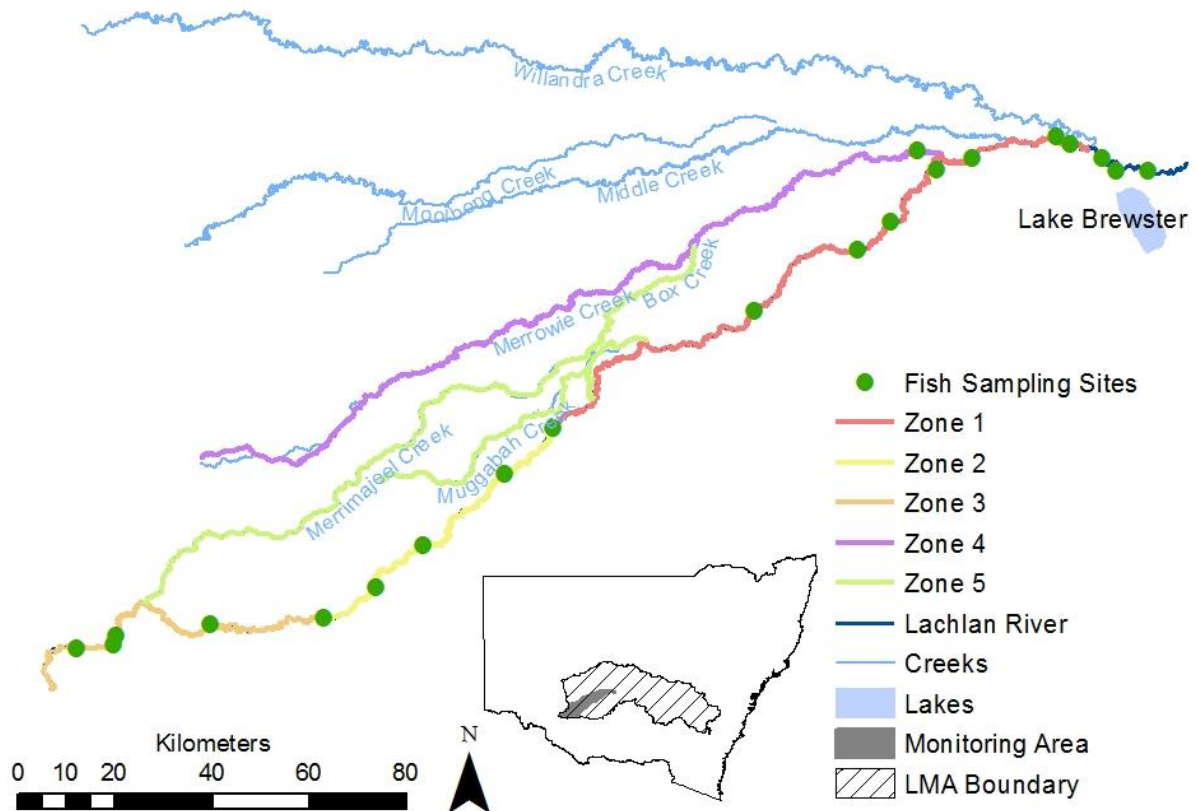 Willandra Creek
Moolbong Creek
Middle Creek
Lake Brewster
Box Creek
Merrowie Creek
Merrimajeel Creek
Muggabah Creek
Fish Sampling Sites
Zone 1
Zone 2
Zone 3
Zone 4
Zone 5
Lachlan River
Creeks
Lakes
Monitoring Area
LMA Boundary
Kilometers
0 10 20 40 60 80
N